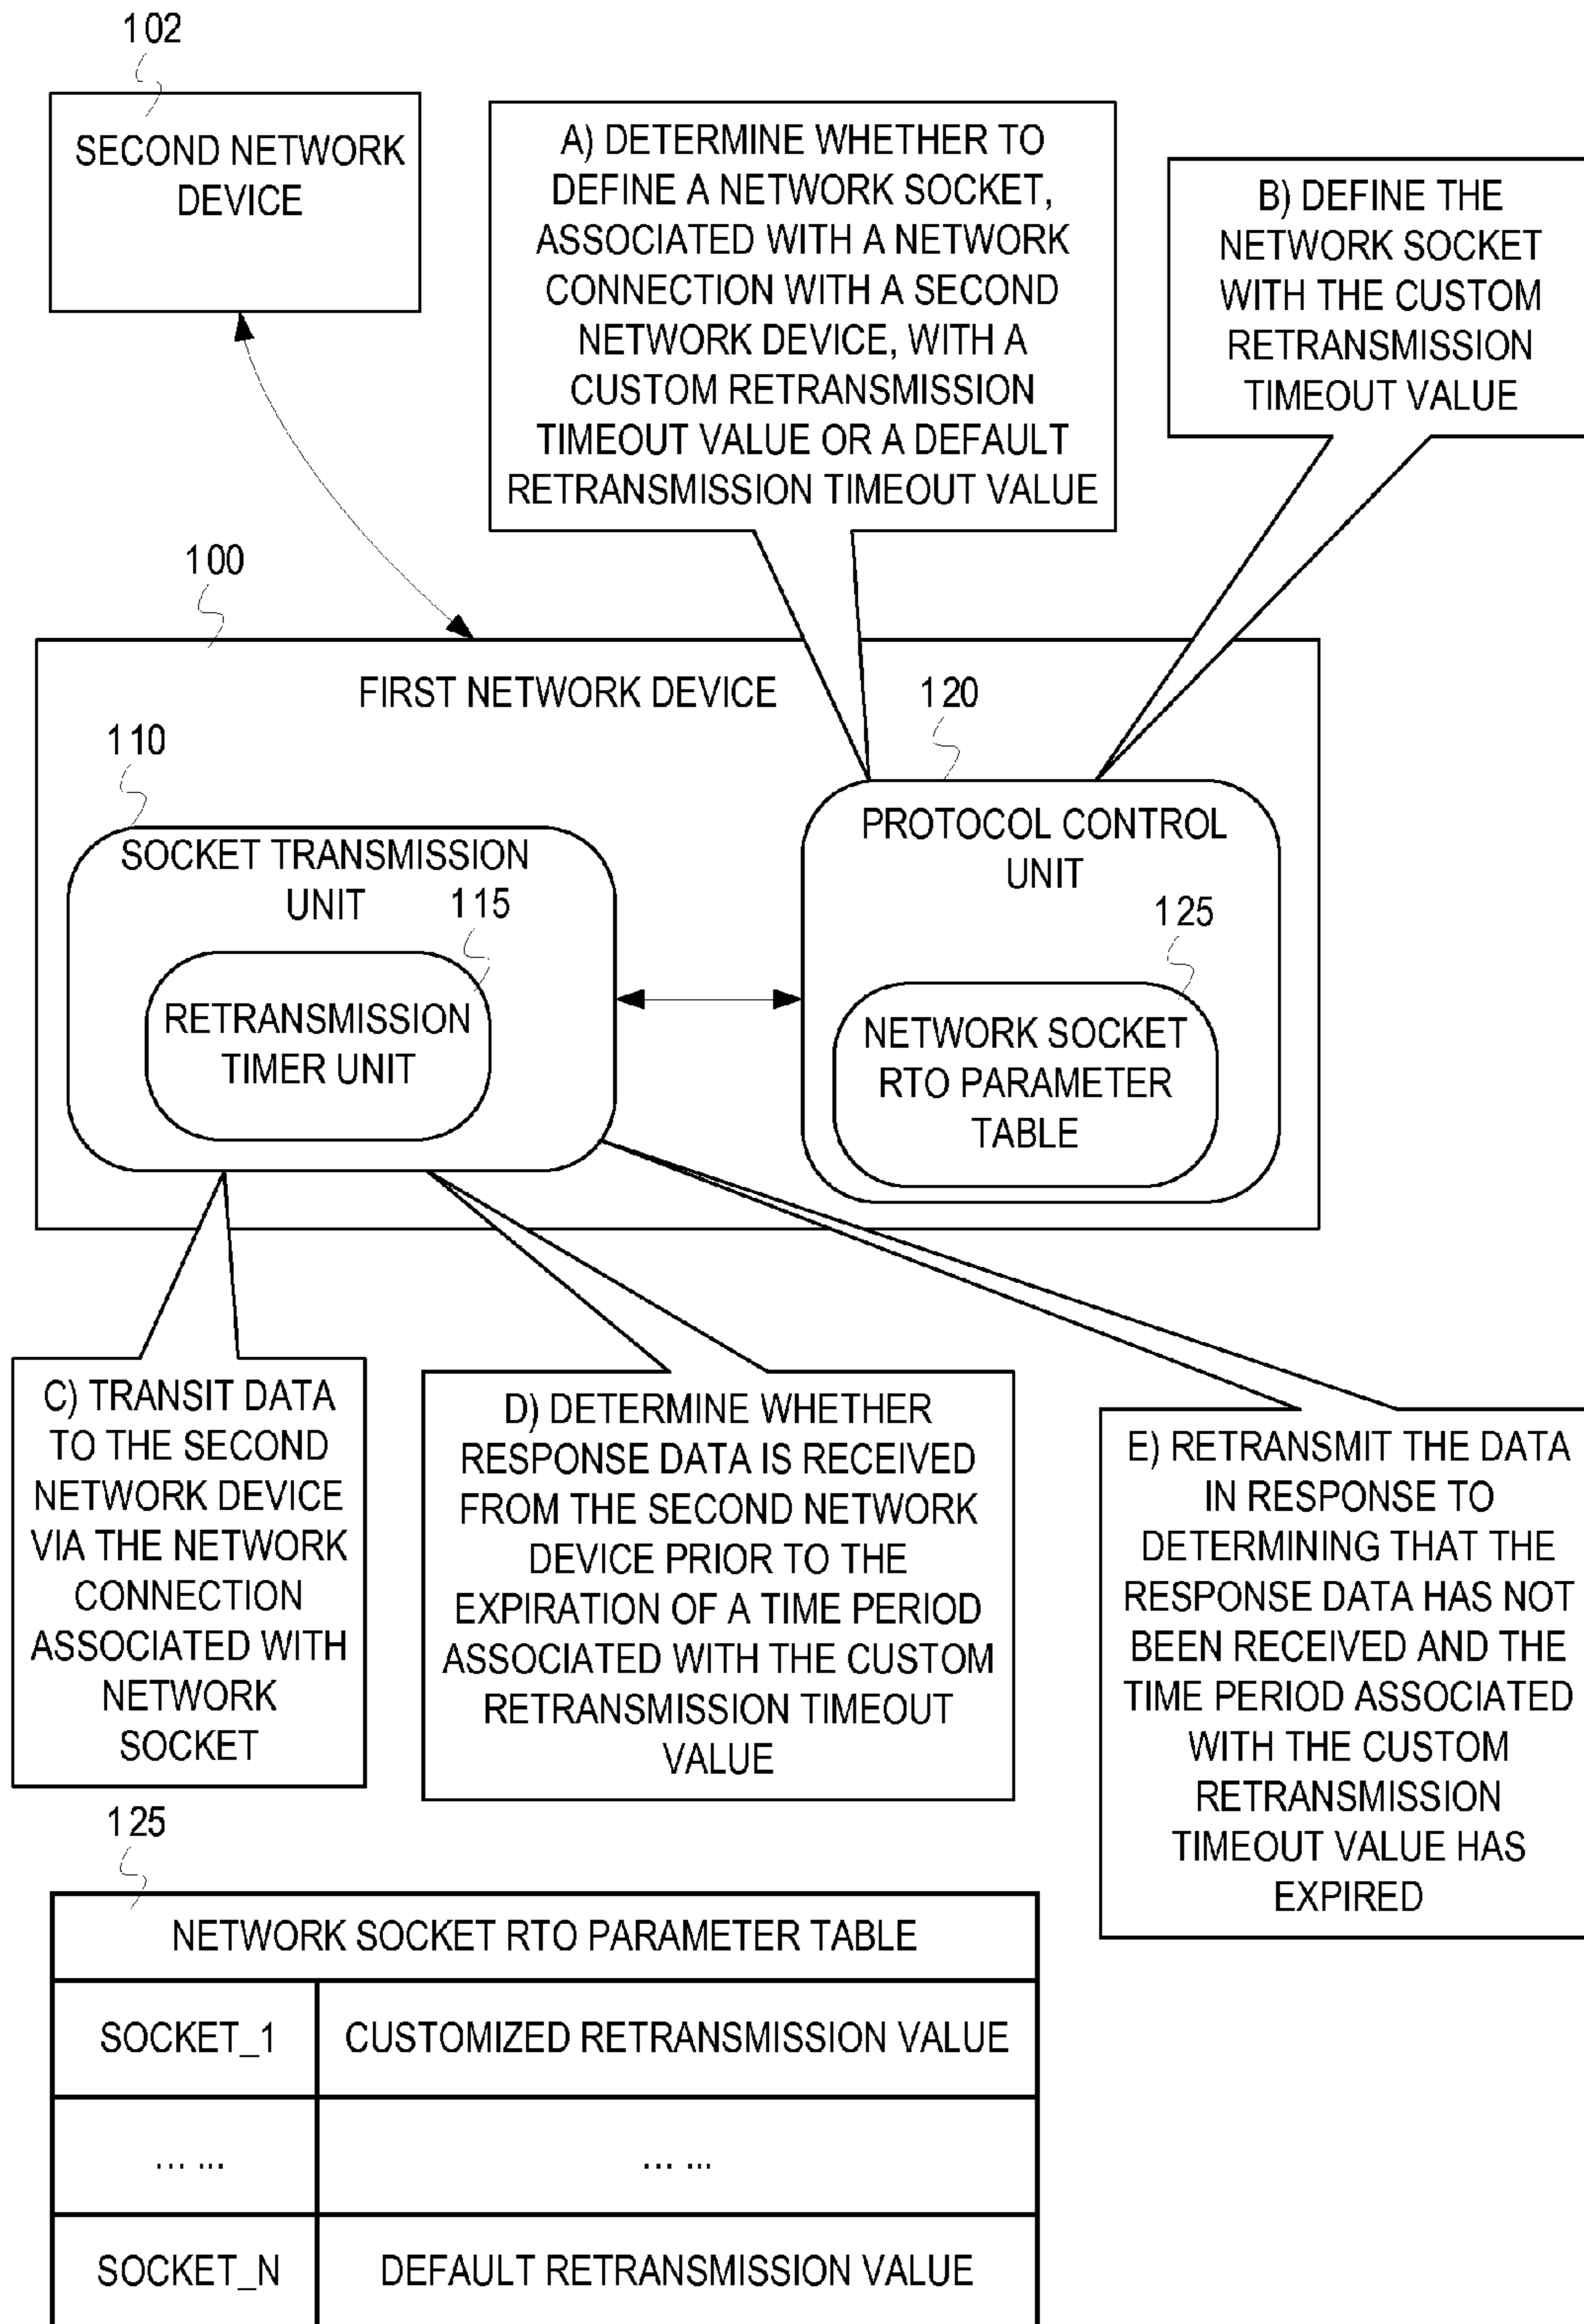 102
SECOND NETWORK
DEVICE
A) DETERMINE WHETHER TO
DEFINE A NETWORK SOCKET,
ASSOCIATED WITH A NETWORK
CONNECTION WITH A SECOND
NETWORK DEVICE, WITH A
CUSTOM RETRANSMISSION
TIMEOUT VALUE OR A DEFAULT
RETRANSMISSION TIMEOUT VALUE
B) DEFINE THE
NETWORK SOCKET
WITH THE CUSTOM
RETRANSMISSION
TIMEOUT VALUE
100
FIRST NETWORK DEVICE
110
SOCKET TRANSMISSION
UNIT
115
RETRANSMISSION
TIMER UNIT
120
PROTOCOL CONTROL
UNIT
125
NETWORK SOCKET
RTO PARAMETER
TABLE
C) TRANSIT DATA
TO THE SECOND
NETWORK DEVICE
VIA THE NETWORK
CONNECTION
ASSOCIATED WITH
NETWORK
SOCKET
D) DETERMINE WHETHER
RESPONSE DATA IS RECEIVED
FROM THE SECOND NETWORK
DEVICE PRIOR TO THE
EXPIRATION OF A TIME PERIOD
ASSOCIATED WITH THE CUSTOM
RETRANSMISSION TIMEOUT
VALUE
E) RETRANSMIT THE DATA
IN RESPONSE TO
DETERMINING THAT THE
RESPONSE DATA HAS NOT
BEEN RECEIVED AND THE
TIME PERIOD ASSOCIATED
WITH THE CUSTOM
RETRANSMISSION
TIMEOUT VALUE HAS
EXPIRED
125
NETWORK SOCKET RTO PARAMETER TABLE
SOCKET_1 CUSTOMIZED RETRANSMISSION VALUE
... ... ... ...
SOCKET_N DEFAULT RETRANSMISSION VALUE